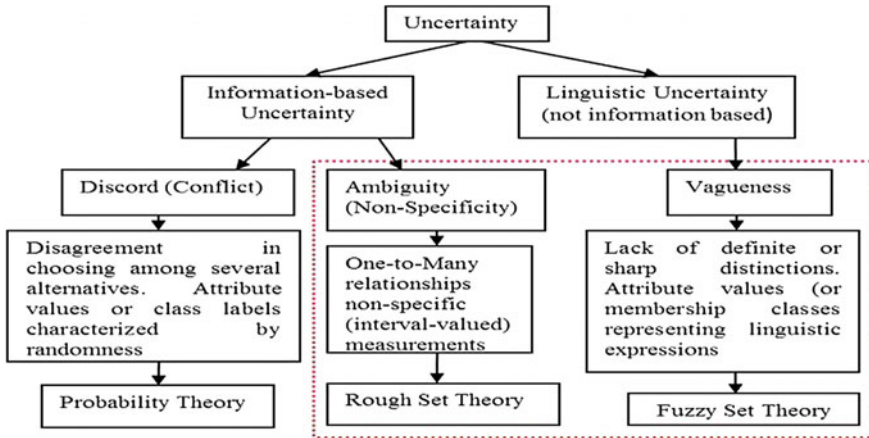 Uncertainty
Information-based
Uncertainty
Linguistic Uncertainty
(not information based)
Discord (Conflict)
Ambiguity
(Non-Specificity)
Vagueness
Disagreement in
choosing among several
alternatives. Attribute
values or class labels
characterized by
randomness
One-to-Many
relationships
non-specific
(interval-valued)
measurements
Lack of definite or
sharp distinctions.
Attribute values (or
membership classes
representing linguistic
expressions
Probability Theory
Rough Set Theory
Fuzzy Set Theory